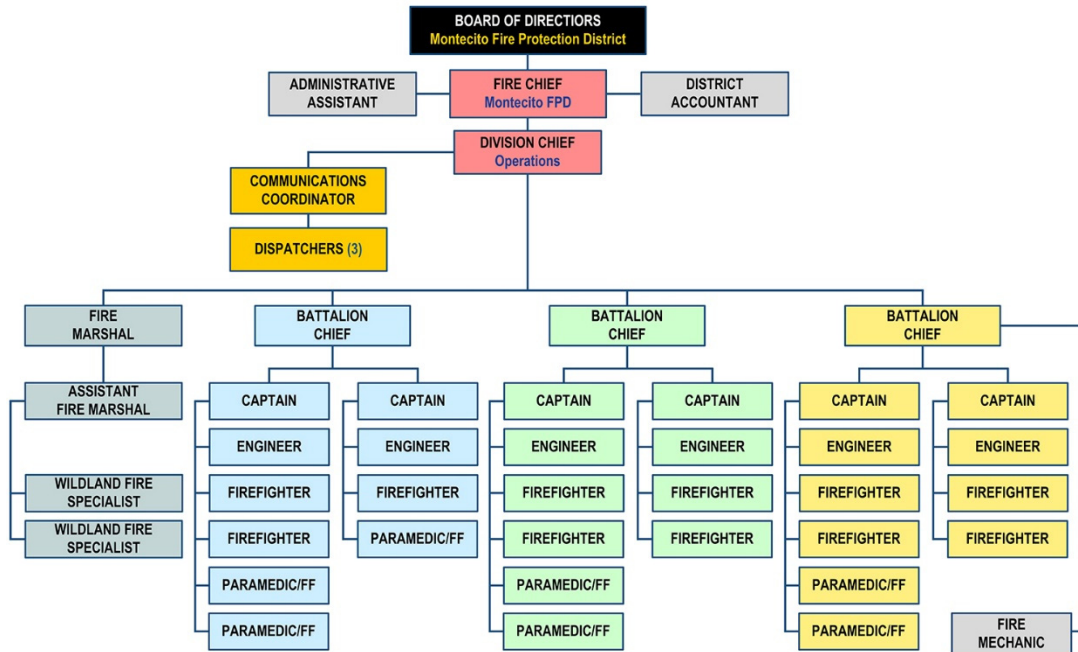 BOARD OF DIRECTIORS
Montecito Fire Protection District
ADMINISTRATIVE
ASSISTANT
FIRE CHIEF
Montecito FPD
DISTRICT
ACCOUNTANT
DIVISION CHIEF
Operations
COMMUNICATIONS
COORDINATOR
DISPATCHERS (3)
FIRE
MARSHAL
BATTALION
CHIEF
BATTALION
CHIEF
BATTALION
CHIEF
ASSISTANT
FIRE MARSHAL
WILDLAND FIRE
SPECIALIST
WILDLAND FIRE
SPECIALIST
CAPTAIN
ENGINEER
FIREFIGHTER
FIREFIGHTER
PARAMEDIC/FF
PARAMEDIC/FF
CAPTAIN
ENGINEER
FIREFIGHTER
PARAMEDIC/FF
CAPTAIN
ENGINEER
FIREFIGHTER
FIREFIGHTER
PARAMEDIC/FF
PARAMEDIC/FF
CAPTAIN
ENGINEER
FIREFIGHTER
FIREFIGHTER
CAPTAIN
ENGINEER
FIREFIGHTER
FIREFIGHTER
PARAMEDIC/FF
PARAMEDIC/FF
CAPTAIN
ENGINEER
FIREFIGHTER
FIREFIGHTER
FIRE
MECHANIC